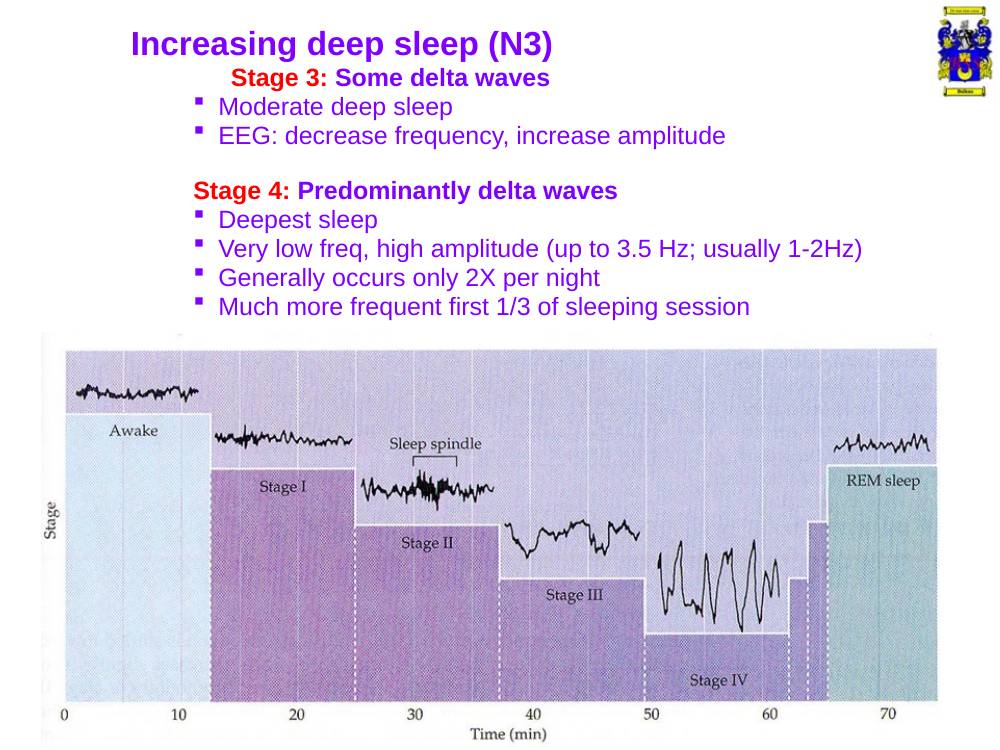 Increasing deep sleep (N3)
Stage 3: Some delta waves
▪ Moderate deep sleep
▪ EEG: decrease frequency, increase amplitude
Stage 4: Predominantly delta waves
▪ Deepest sleep
▪ Very low freq, high amplitude (up to 3.5 Hz; usually 1-2Hz)
▪ Generally occurs only 2X per night
▪ Much more frequent first 1/3 of sleeping session
Awake
Stage I
Sleep spindle
Stage II
Stage III
Stage IV
REM sleep
Stage
0 10 20 30 40 50 60 70
Time (min)